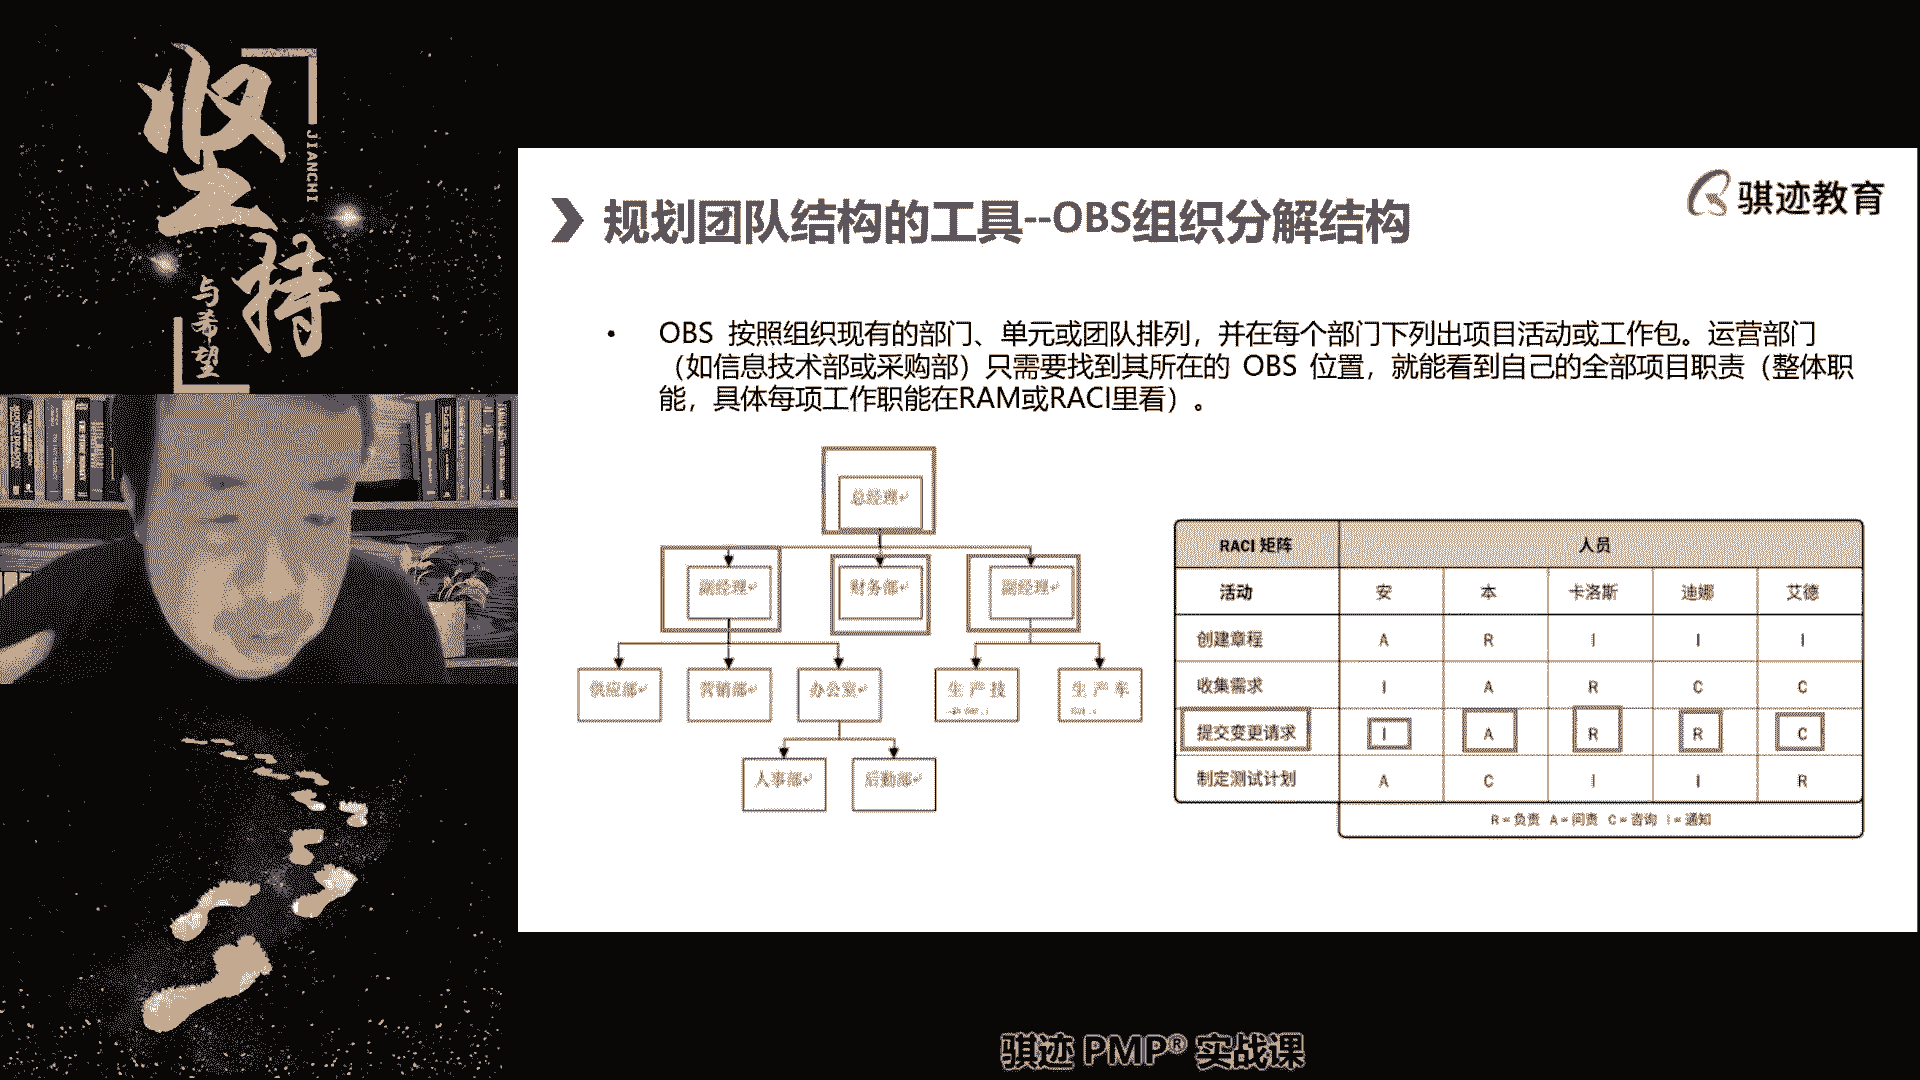 坚持
JIANCHI
与希望
骐迹教育
规划团队结构的工具--OBS组织分解结构
• OBS 按照组织现有的部门、单元或团队排列，并在每个部门下列出项目活动或工作包。运营部门
（如信息技术部或采购部）只需要找到其所在的 OBS 位置，就能看到自己的全部项目职责（整体职
能，具体每项工作职能在RAM或RACI里看）。
总经理
副经理 财务部 副经理
供应部 营销部 办公室 生产技 生产车
人事部 后勤部
RACI 矩阵 人员
活动 安 本 卡洛斯 迪娜 艾德
创建章程 A R I I I
收集需求 I A R C C
提交变更请求 I A R R C
制定测试计划 A C I I R
R = 负责 A = 问责 C = 咨询 I = 通知
骐迹 PMP® 实战课